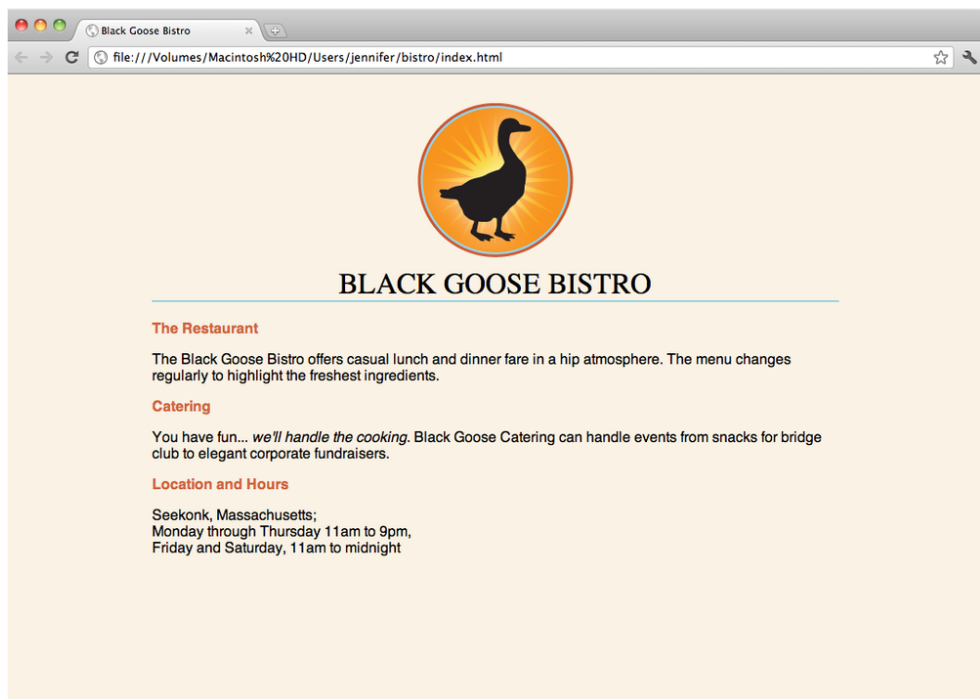 Black Goose Bistro
file:///Volumes/Macintosh%20HD/Users/jennifer/bistro/index.html
BLACK GOOSE BISTRO
The Restaurant
The Black Goose Bistro offers casual lunch and dinner fare in a hip atmosphere. The menu changes
regularly to highlight the freshest ingredients.
Catering
You have fun... we'll handle the cooking. Black Goose Catering can handle events from snacks for bridge
club to elegant corporate fundraisers.
Location and Hours
Seekonk, Massachusetts;
Monday through Thursday 11am to 9pm,
Friday and Saturday, 11am to midnight